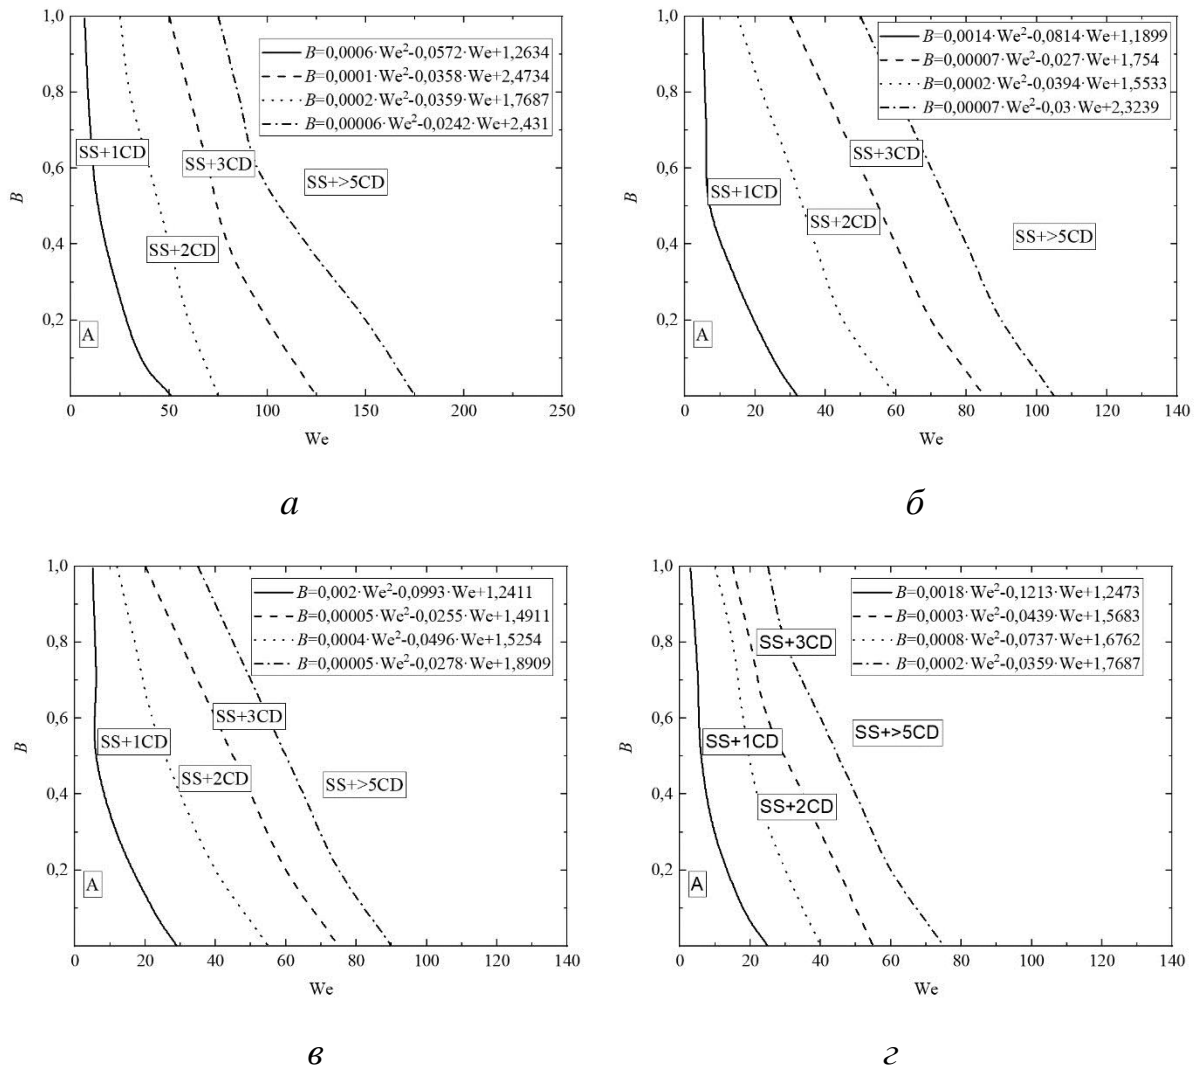 B=0,0006·We²-0,0572·We+1,2634
B=0,0001·We²-0,0358·We+2,4734
B=0,0002·We²-0,0359·We+1,7687
B=0,00006·We²-0,0242·We+2,431
1,0
0,8
0,6
0,4
0,2
B
SS+1CD
SS+3CD
SS+>5CD
SS+2CD
A
0 50 100 150 200 250
We
а
B=0,0014·We²-0,0814·We+1,1899
B=0,00007·We²-0,027·We+1,754
B=0,0002·We²-0,0394·We+1,5533
B=0,00007·We²-0,03·We+2,3239
1,0
0,8
0,6
0,4
0,2
B
SS+3CD
SS+1CD
SS+2CD
SS+>5CD
A
0 20 40 60 80 100 120 140
We
б
B=0,002·We²-0,0993·We+1,2411
B=0,00005·We²-0,0255·We+1,4911
B=0,0004·We²-0,0496·We+1,5254
B=0,00005·We²-0,0278·We+1,8909
1,0
0,8
0,6
0,4
0,2
B
SS+3CD
SS+1CD
SS+2CD
SS+>5CD
A
0 20 40 60 80 100 120 140
We
в
B=0,0018·We²-0,1213·We+1,2473
B=0,0003·We²-0,0439·We+1,5683
B=0,0008·We²-0,0737·We+1,6762
B=0,0002·We²-0,0359·We+1,7687
1,0
0,8
0,6
0,4
0,2
B
SS+3CD
SS+1CD
SS+>5CD
SS+2CD
A
0 20 40 60 80 100 120 140
We
г